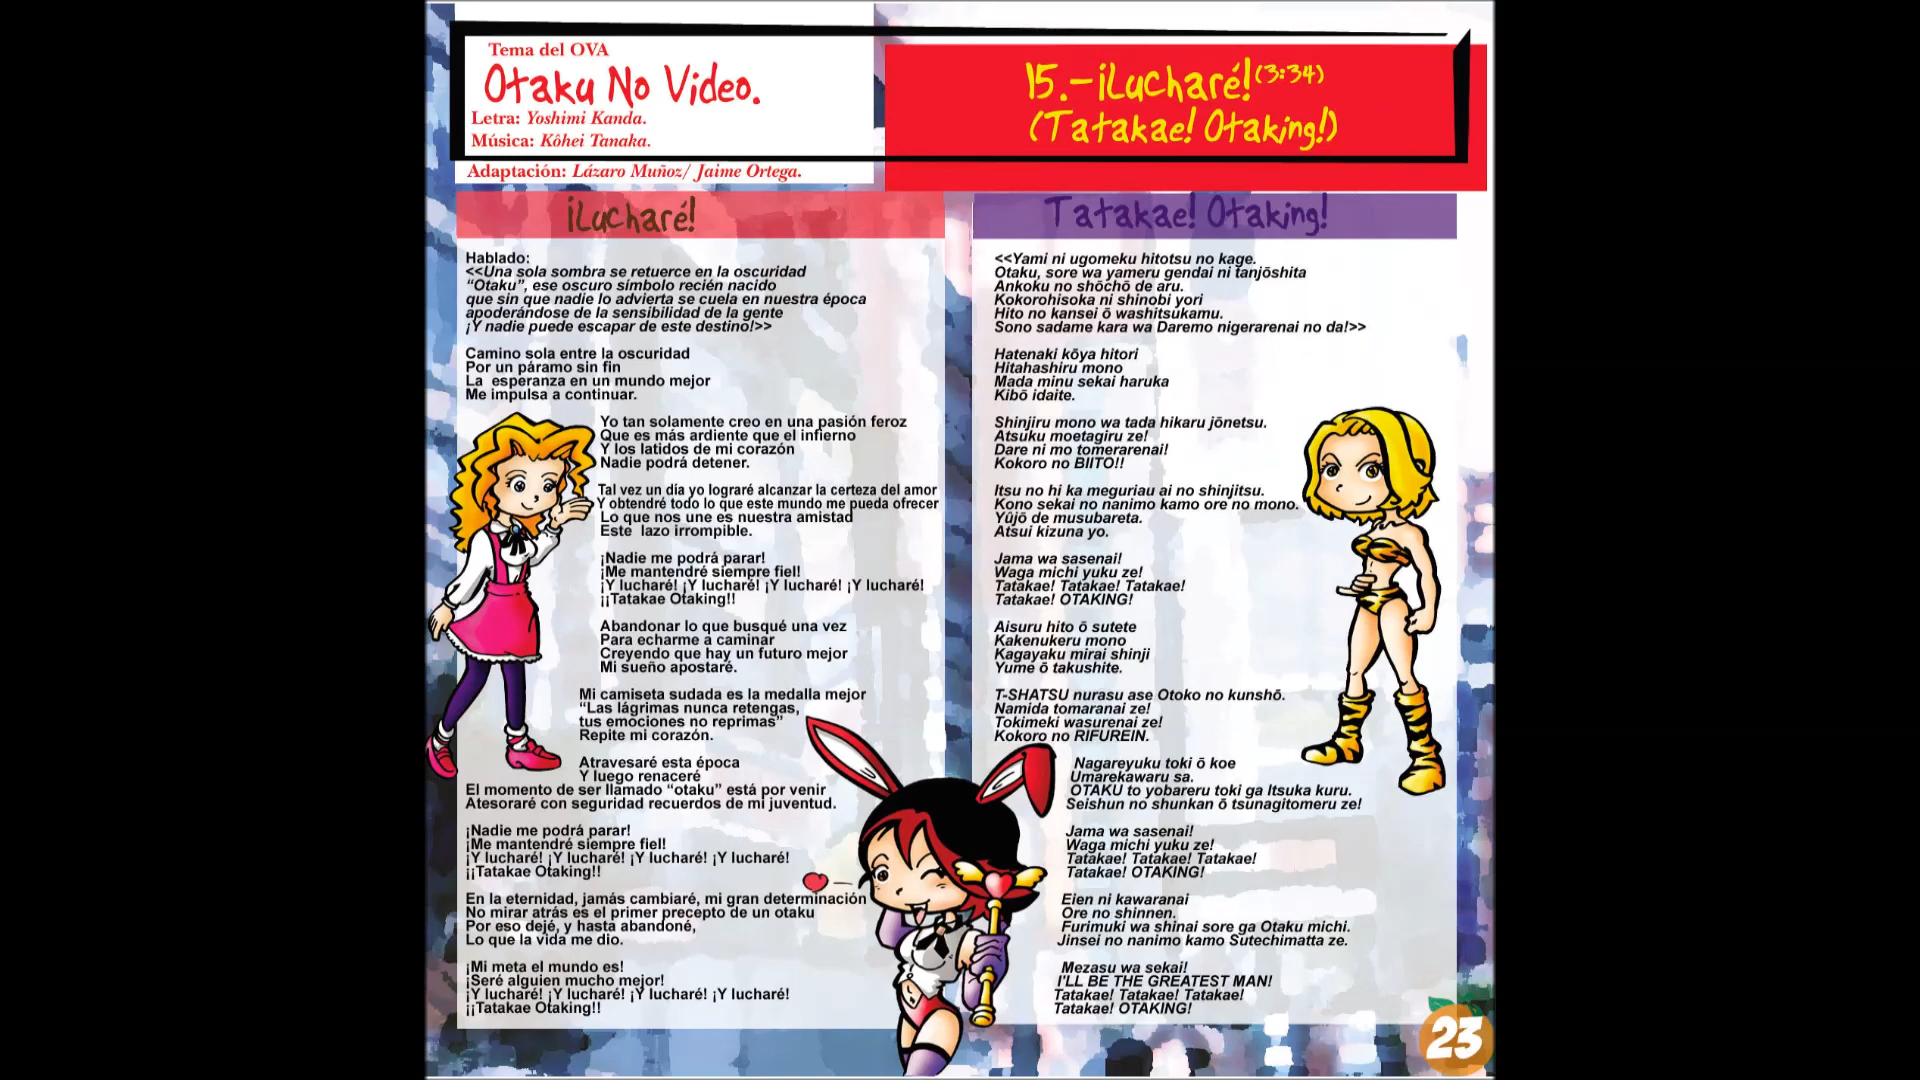 Tema del OVA
Otaku No Video.
Letra: Yoshimi Kanda.
Música: Kôhei Tanaka.
Adaptación: Lázaro Muñoz/ Jaime Ortega.
15.-¡Lucharé!(3:34)
(Tatakae! Otaking!)
¡Lucharé!
Hablado:
<<Una sola sombra se retuerce en la oscuridad
“Otaku”, ese oscuro símbolo recién nacido
que sin que nadie lo advierta se cuela en nuestra época
apoderándose de la sensibilidad de la gente
¡Y nadie puede escapar de este destino!>>
Camino sola entre la oscuridad
Por un páramo sin fin
La esperanza en un mundo mejor
Me impulsa a continuar.
Yo tan solamente creo en una pasión feroz
Que es más ardiente que el infierno
Y los latidos de mi corazón
Nadie podrá detener.
Tal vez un día yo lograré alcanzar la certeza del amor
Y obtendré todo lo que este mundo me pueda ofrecer
Lo que nos une es nuestra amistad
Este lazo irrompible.
¡Nadie me podrá parar!
¡Me mantendré siempre fiel!
¡Y lucharé! ¡Y lucharé! ¡Y lucharé! ¡Y lucharé!
¡¡Tatakae Otaking!!
Abandonar lo que busqué una vez
Para echarme a caminar
Creyendo que hay un futuro mejor
Mi sueño apostaré.
Mi camiseta sudada es la medalla mejor
“Las lágrimas nunca retengas,
tus emociones no reprimas”
Repite mi corazón.
Atravesaré esta época
Y luego renaceré
El momento de ser llamado “otaku” está por venir
Atesoraré con seguridad recuerdos de mi juventud.
¡Nadie me podrá parar!
¡Me mantendré siempre fiel!
¡Y lucharé! ¡Y lucharé! ¡Y lucharé! ¡Y lucharé!
¡¡Tatakae Otaking!!
En la eternidad, jamás cambiaré, mi gran determinación
No mirar atrás es el primer precepto de un otaku
Por eso dejé, y hasta abandoné,
Lo que la vida me dio.
¡Mi meta el mundo es!
¡Seré alguien mucho mejor!
¡Y lucharé! ¡Y lucharé! ¡Y lucharé! ¡Y lucharé!
¡¡Tatakae Otaking!!
Tatakae! Otaking!
<<Yami ni ugomeku hitotsu no kage.
Otaku, sore wa yameru gendai ni tanjōshita
Ankoku no shōchō de aru.
Kokorohisoka ni shinobi yori
Hito no kansei ō washitsukamu.
Sono sadame kara wa Daremo nigerarenai no da!>>
Hatenaki kōya hitori
Hitahashiru mono
Mada minu sekai haruka
Kibō idaite.
Shinjiru mono wa tada hikaru jōnetsu.
Atsuku moetagiru ze!
Dare ni mo tomerarenai!
Kokoro no BIITO!!
Itsu no hi ka meguriau ai no shinjitsu.
Kono sekai no nanimo kamo ore no mono.
Yûjō de musubareta.
Atsui kizuna yo.
Jama wa sasenai!
Waga michi yuku ze!
Tatakae! Tatakae! Tatakae!
Tatakae! OTAKING!
Aisuru hito ō sutete
Kakenukeru mono
Kagayaku mirai shinji
Yume ō takushite.
T-SHATSU nurasu ase Otoko no kunshō.
Namida tomaranai ze!
Tokimeki wasurenai ze!
Kokoro no RIFUREIN.
Nagareyuku toki ō koe
Umarekawaru sa.
OTAKU to yobareru toki ga Itsuka kuru.
Seishun no shunkan ō tsunagitomeru ze!
Jama wa sasenai!
Waga michi yuku ze!
Tatakae! Tatakae! Tatakae!
Tatakae! OTAKING!
Eien ni kawaranai
Ore no shinnen.
Furimuki wa shinai sore ga Otaku michi.
Jinsei no nanimo kamo Sutechimatta ze.
Mezasu wa sekai!
I'LL BE THE GREATEST MAN!
Tatakae! Tatakae! Tatakae!
Tatakae! OTAKING!
23